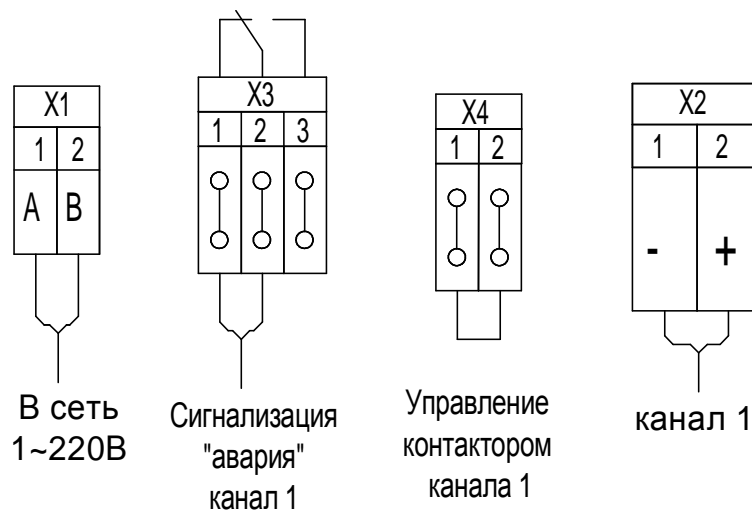 X1
1 2
A B
В сеть
1~220В
X3
1 2 3
Сигнализация
"авария"
канал 1
X4
1 2
Управление
контактором
канала 1
X2
1 2
- +
канал 1